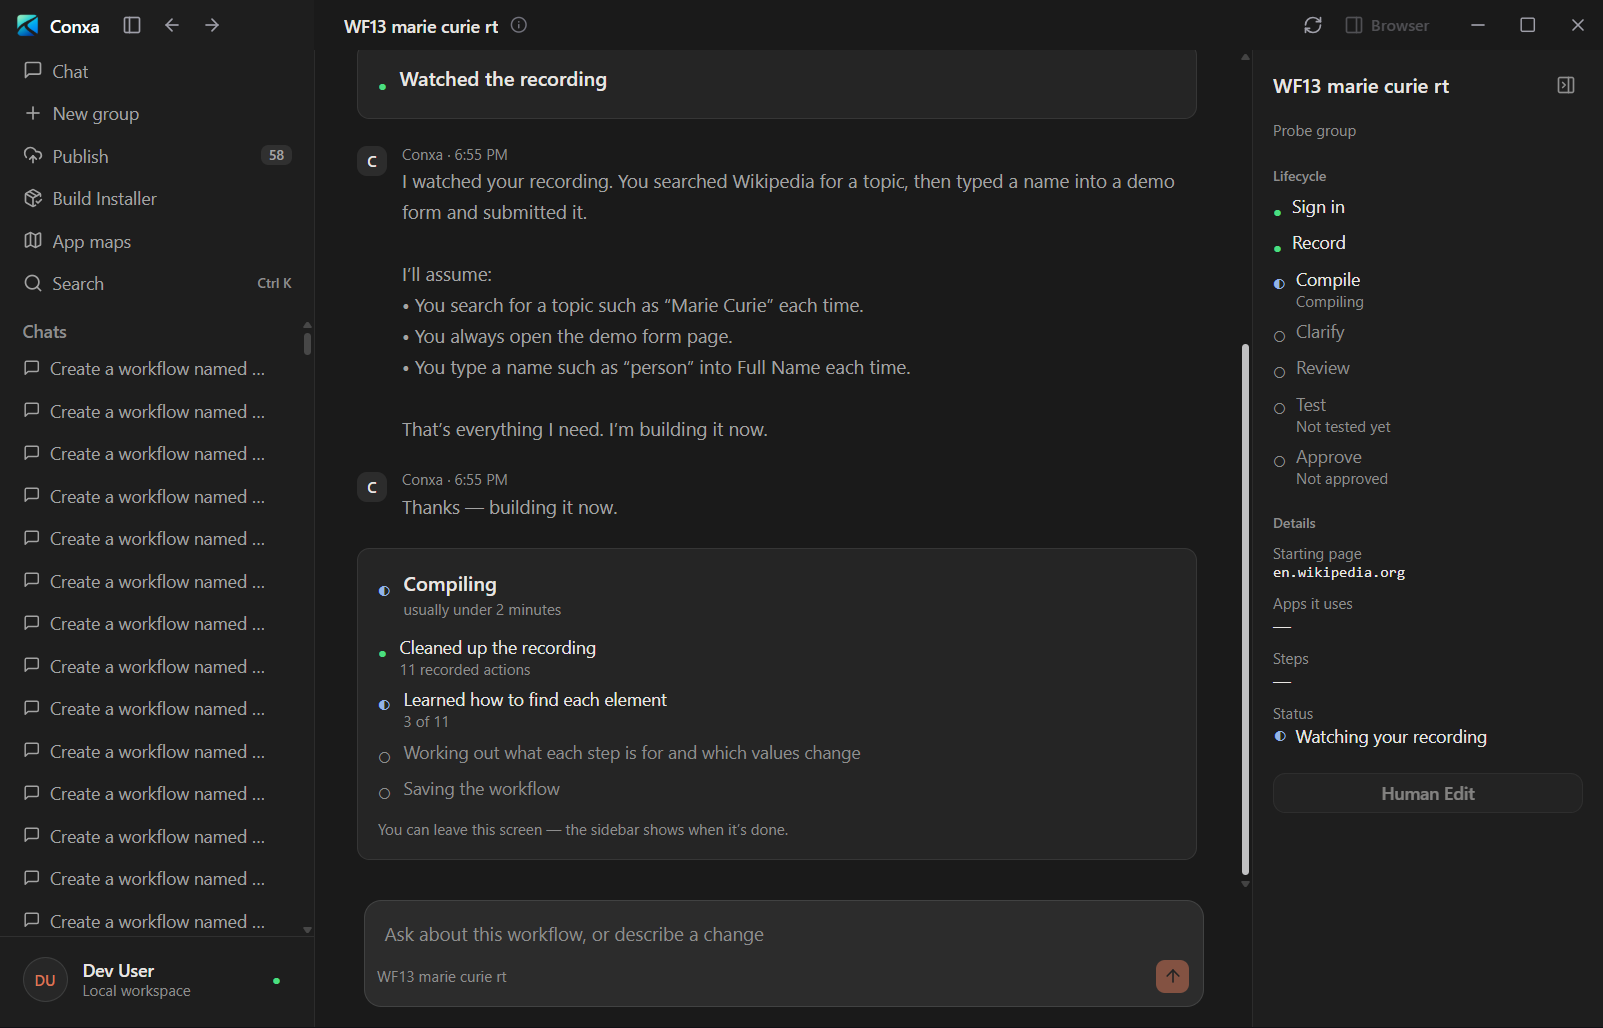 Conxa
WF13 marie curie rt
Browser
Chat
New group
Publish
58
Build Installer
App maps
Search
Ctrl K
Chats
Create a workflow named ...
Create a workflow named ...
Create a workflow named ...
Create a workflow named ...
Create a workflow named ...
Create a workflow named ...
Create a workflow named ...
Create a workflow named ...
Create a workflow named ...
Create a workflow named ...
Create a workflow named ...
Create a workflow named ...
Create a workflow named ...
Create a workflow named ...
DU
Dev User
Local workspace
Watched the recording
C
Conxa · 6:55 PM
I watched your recording. You searched Wikipedia for a topic, then typed a name into a demo
form and submitted it.
I’ll assume:
• You search for a topic such as “Marie Curie” each time.
• You always open the demo form page.
• You type a name such as “person” into Full Name each time.
That’s everything I need. I’m building it now.
C
Conxa · 6:55 PM
Thanks — building it now.
Compiling
usually under 2 minutes
Cleaned up the recording
11 recorded actions
Learned how to find each element
3 of 11
Working out what each step is for and which values change
Saving the workflow
You can leave this screen — the sidebar shows when it’s done.
Ask about this workflow, or describe a change
WF13 marie curie rt
WF13 marie curie rt
Probe group
Lifecycle
Sign in
Record
Compile
Compiling
Clarify
Review
Test
Not tested yet
Approve
Not approved
Details
Starting page
en.wikipedia.org
Apps it uses
—
Steps
—
Status
Watching your recording
Human Edit